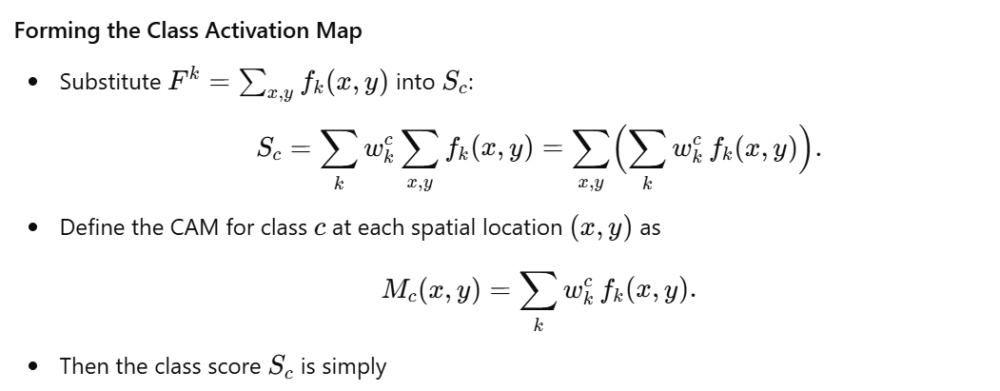 Forming the Class Activation Map
• Substitute $F^k = \sum_{x,y} f_k(x, y)$ into $S_c$:
$$S_c = \sum_k w_k^c \sum_{x,y} f_k(x, y) = \sum_{x,y} \left( \sum_k w_k^c f_k(x, y) \right).$$
• Define the CAM for class $c$ at each spatial location $(x, y)$ as
$$M_c(x, y) = \sum_k w_k^c f_k(x, y).$$
• Then the class score $S_c$ is simply